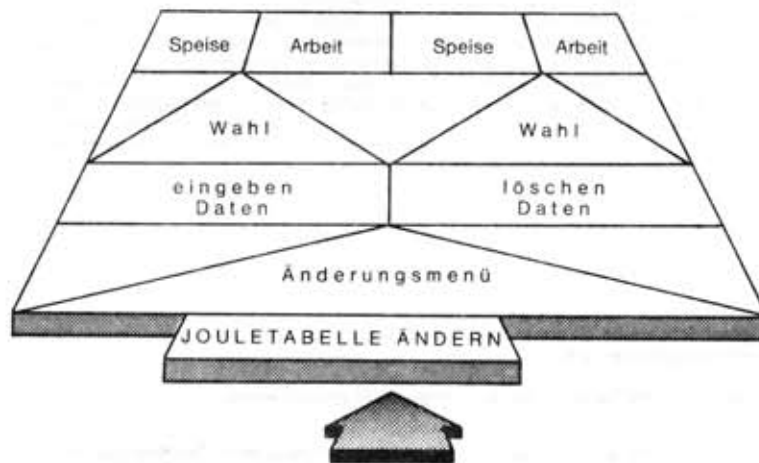 Speise Arbeit Speise Arbeit
Wahl Wahl
eingeben löschen
Daten Daten
Änderungsmenü
JOULETABELLE ÄNDERN